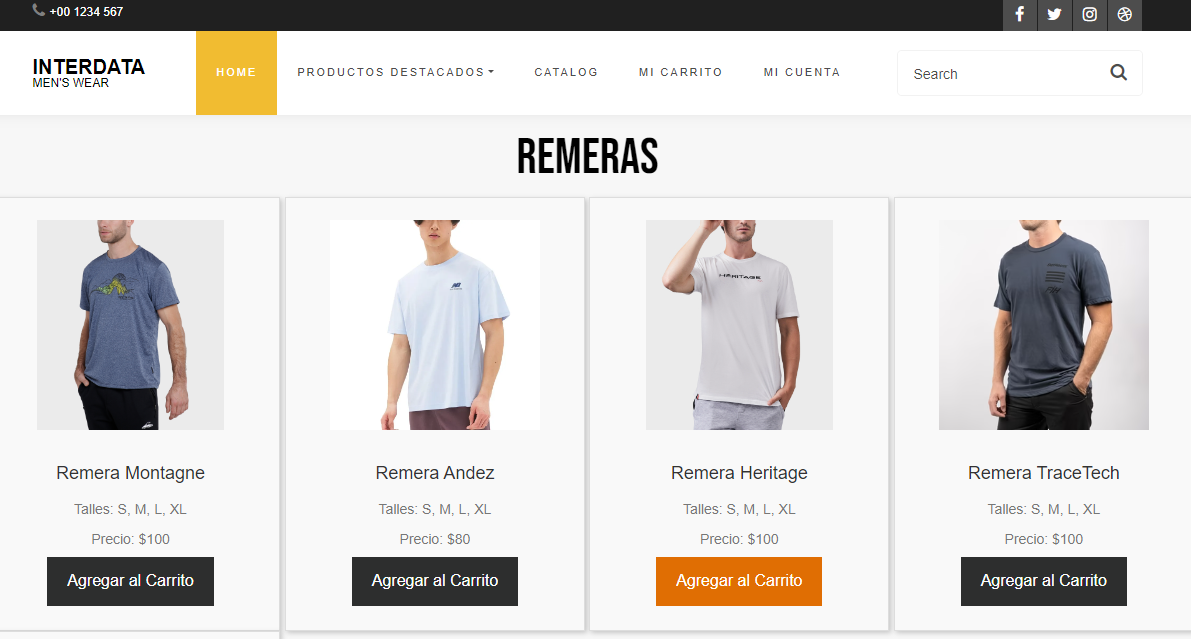 +00 1234 567
INTERDATA
MEN'S WEAR
HOME
PRODUCTOS DESTACADOS
CATALOG
MI CARRITO
MI CUENTA
Search
REMERAS
HERITAGE
Remera Montagne
Talles: S, M, L, XL
Precio: $100
Agregar al Carrito
Remera Andez
Talles: S, M, L, XL
Precio: $80
Agregar al Carrito
Remera Heritage
Talles: S, M, L, XL
Precio: $100
Agregar al Carrito
Remera TraceTech
Talles: S, M, L, XL
Precio: $100
Agregar al Carrito